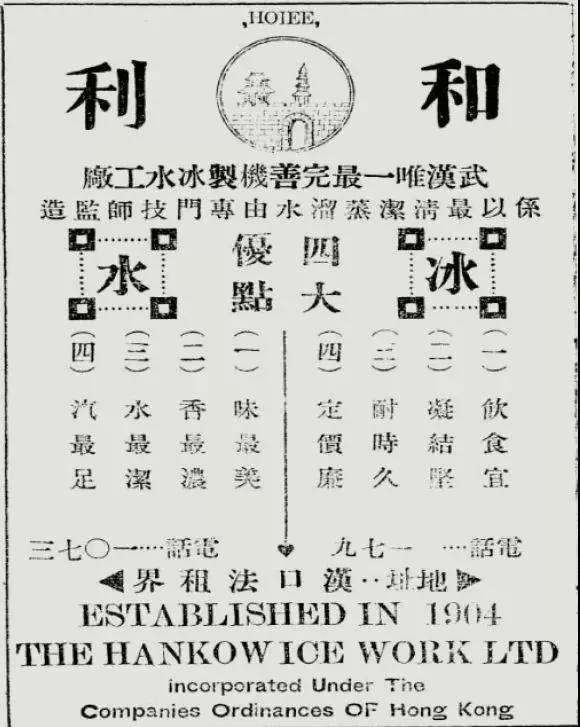 ,HOIEE,
和利
武漢唯一最完善機製冰水工廠
係以最清潔蒸溜水由專門技師監造
冰
四大
優點
水
(一)飲食宜
(二)凝結堅
(三)耐時久
(四)定價廉
(一)味最美
(二)香最濃
(三)水最潔
(四)汽最足
電話····一七九
電話····一〇七三
地址··漢口法租界
ESTABLISHED IN 1904
THE HANKOW ICE WORK LTD
incorporated Under The
Companies Ordinances OF Hong Kong